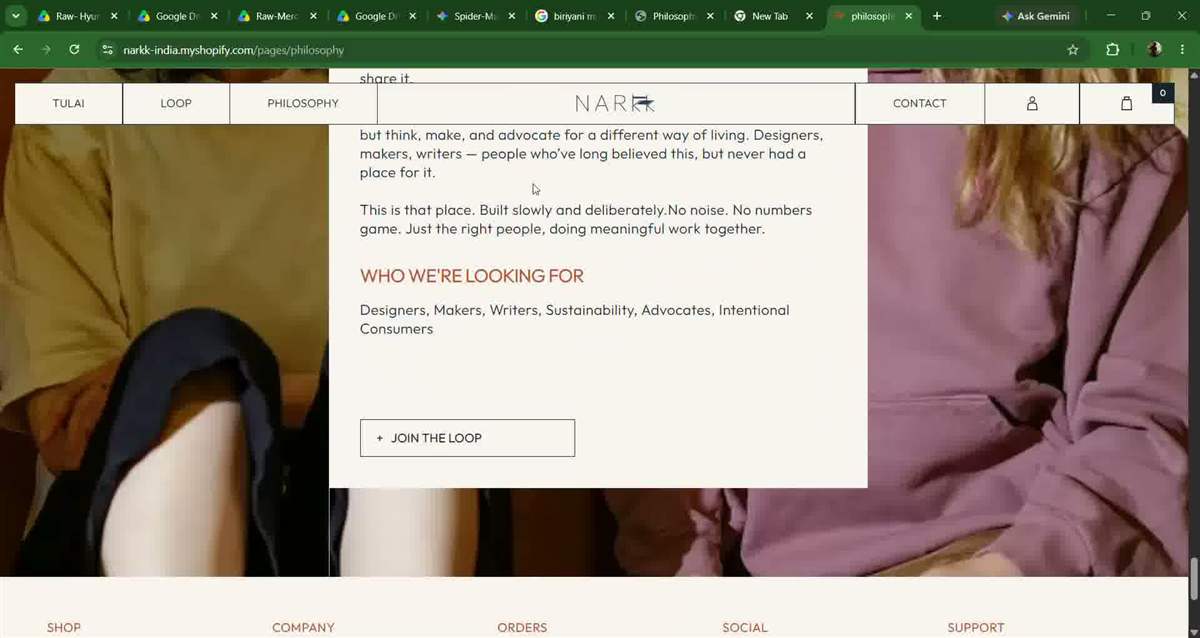 Raw- Hyun
Google Dr
Raw-Merc
Google Dr
Spider-Ma
biriyani m
Philosoph
New Tab
philosophy
Ask Gemini
narkk-india.myshopify.com/pages/philosophy
share it.
TULAI
LOOP
PHILOSOPHY
NARKK
CONTACT
0
but think, make, and advocate for a different way of living. Designers,
makers, writers — people who've long believed this, but never had a
place for it.
This is that place. Built slowly and deliberately.No noise. No numbers
game. Just the right people, doing meaningful work together.
WHO WE'RE LOOKING FOR
Designers, Makers, Writers, Sustainability, Advocates, Intentional
Consumers
+ JOIN THE LOOP
SHOP
COMPANY
ORDERS
SOCIAL
SUPPORT